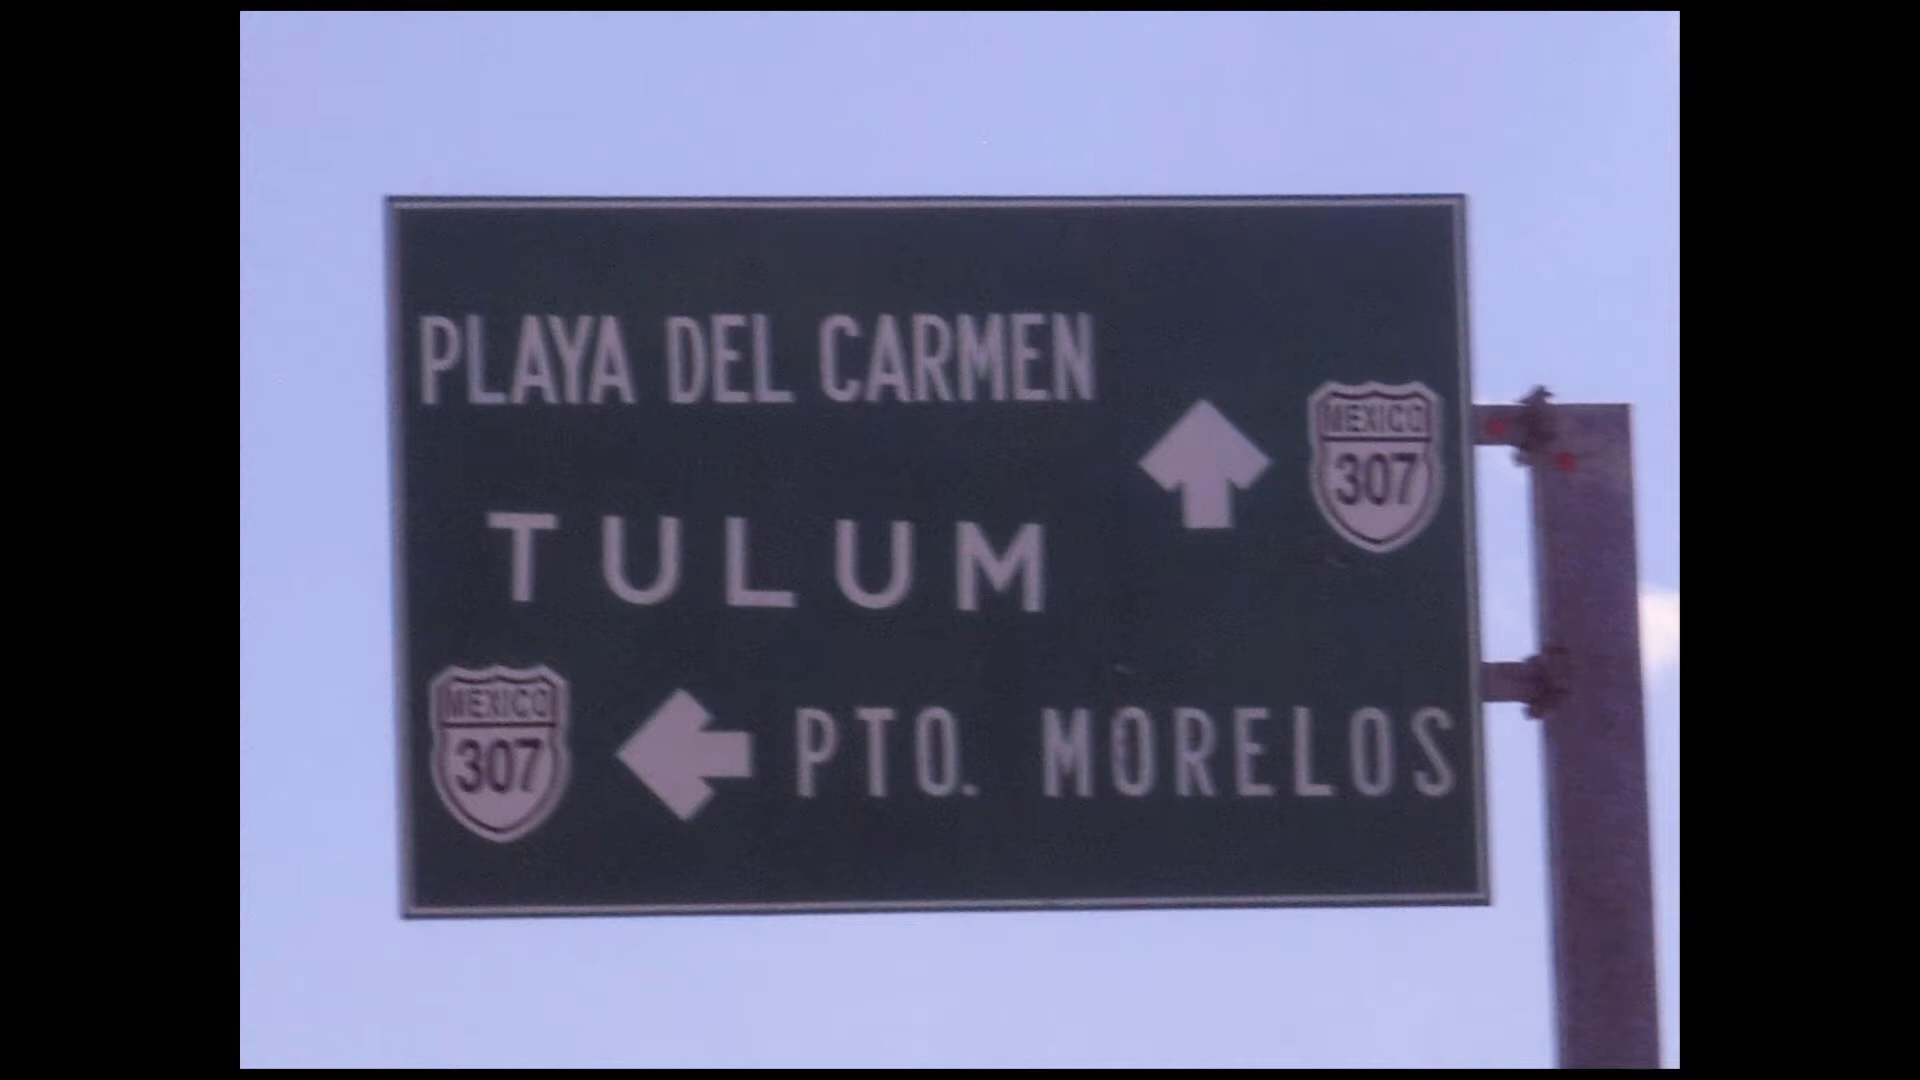 PLAYA DEL CARMEN
MEXICO
307
TULUM
MEXICO
307
PTO. MORELOS